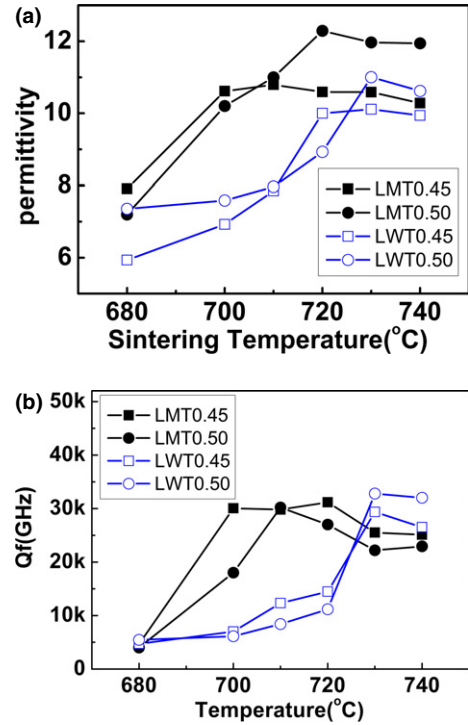 (a)
12
10
8
6
permittivity
LMT0.45
LMT0.50
LWT0.45
LWT0.50
680 700 720 740
Sintering Temperature(°C)
(b)
50k
40k
30k
20k
10k
0
Qf(GHz)
LMT0.45
LMT0.50
LWT0.45
LWT0.50
680 700 720 740
Temperature(°C)